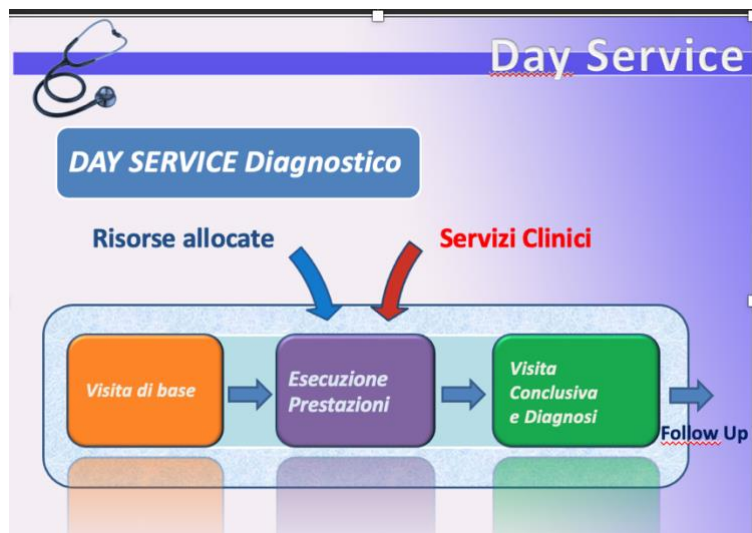 Day Service
DAY SERVICE Diagnostico
Risorse allocate
Servizi Clinici
Visita di base
Esecuzione
Prestazioni
Visita
Conclusiva
e Diagnosi
Follow Up